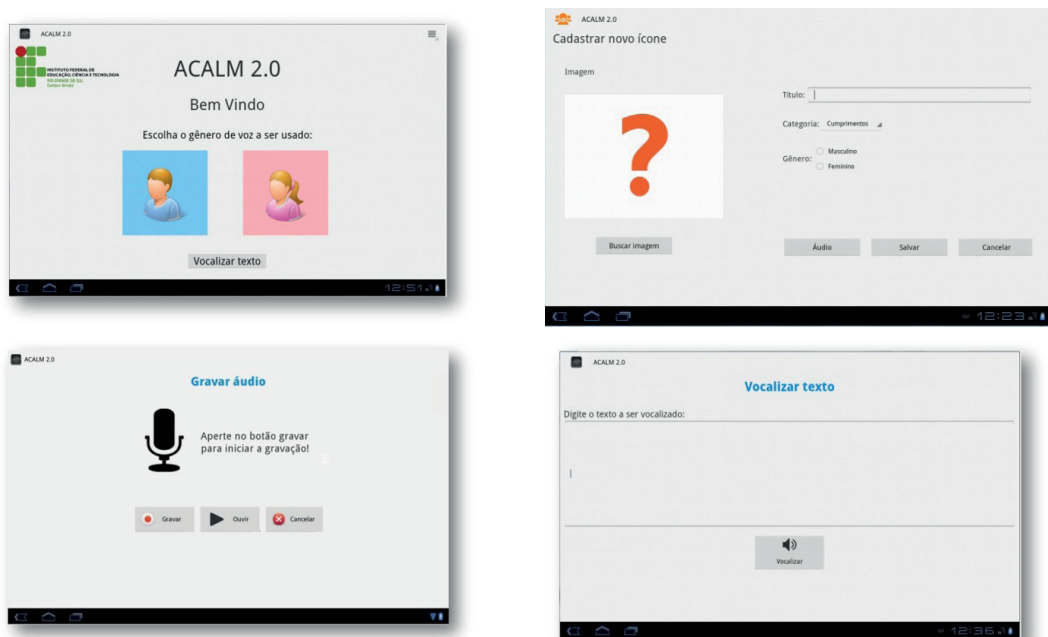 ACALM 2.0
INSTITUTO FEDERAL DE
EDUCAÇÃO, CIÊNCIA E TECNOLOGIA
RIO GRANDE DO SUL
ACALM 2.0
Bem Vindo
Escolha o gênero de voz a ser usado:
Vocalizar texto
12:51
ACALM 2.0
Cadastrar novo ícone
Imagem
?
Título:
Categoria: Cumprimentos
Gênero: Masculino
Feminino
Buscar imagem
Áudio Salvar Cancelar
12:23
ACALM 2.0
Gravar áudio
Aperte no botão gravar
para iniciar a gravação!
Gravar Ouvir Cancelar
ACALM 2.0
Vocalizar texto
Digite o texto a ser vocalizado:
Vocalizar
12:36